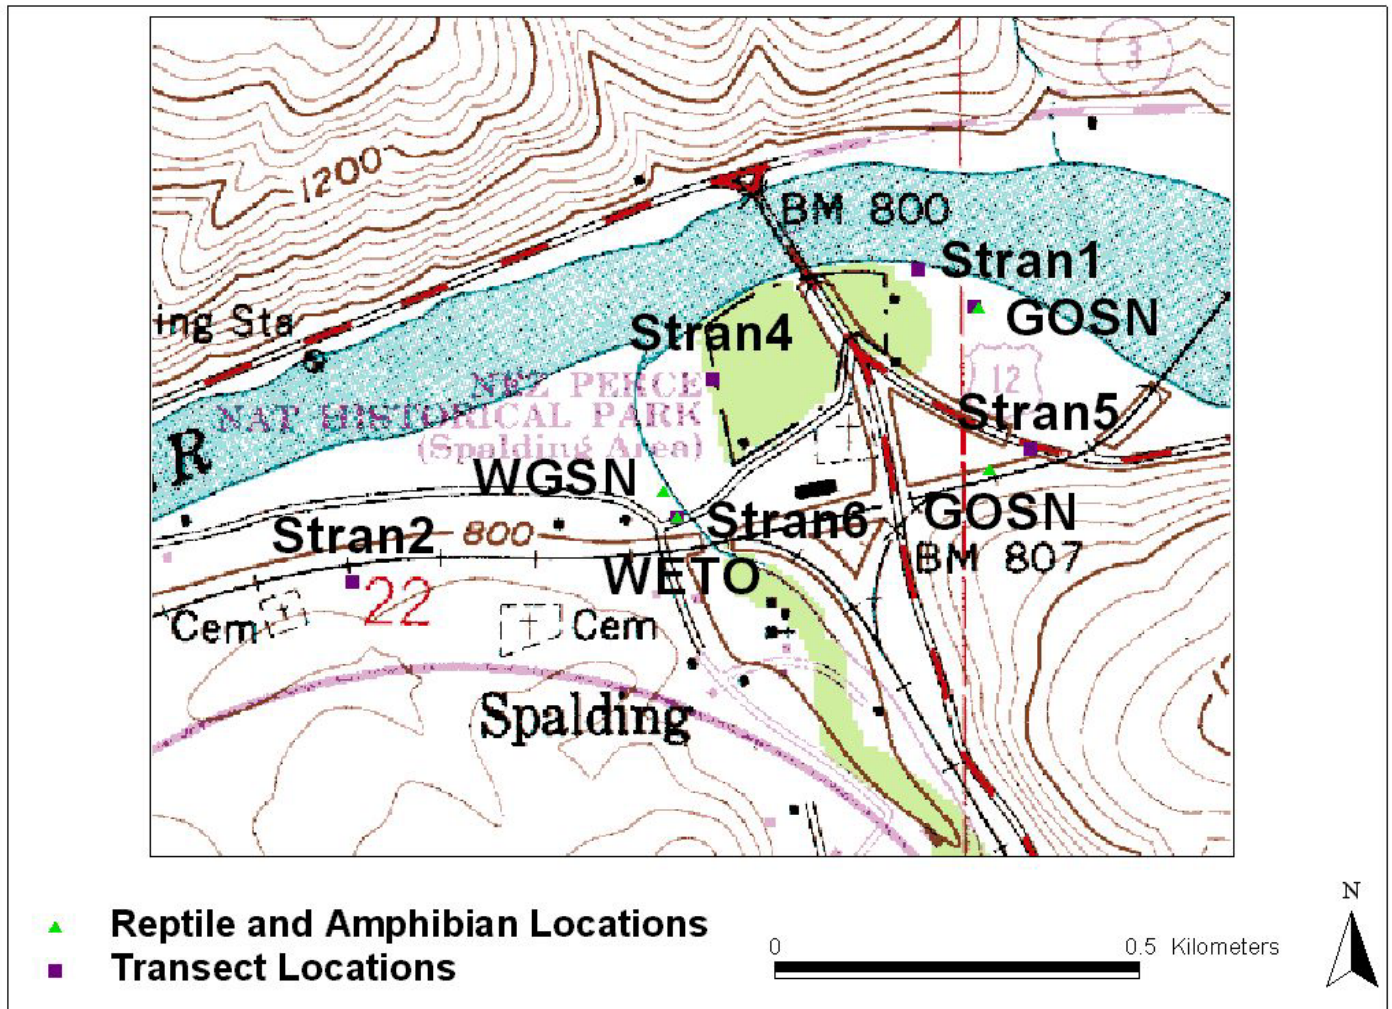 3
1200
BM 800
Stran1
GOSN
ing Sta
Stran4
12
NEZ PERCE
NAT HISTORICAL PARK
(Spalding Area)
Stran5
R
WGSN
GOSN
Stran6
Stran2
800
BM 807
WETO
22
Cem
Cem
Spalding
N
Reptile and Amphibian Locations
0
0.5 Kilometers
Transect Locations